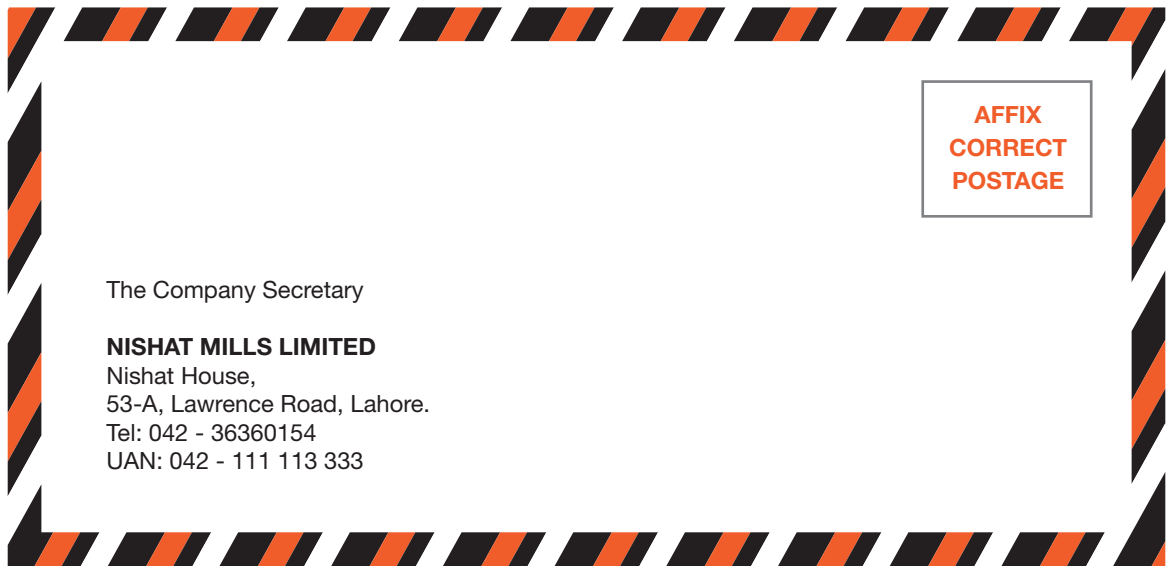 AFFIX
CORRECT
POSTAGE
The Company Secretary
NISHAT MILLS LIMITED
Nishat House,
53-A, Lawrence Road, Lahore.
Tel: 042 - 36360154
UAN: 042 - 111 113 333